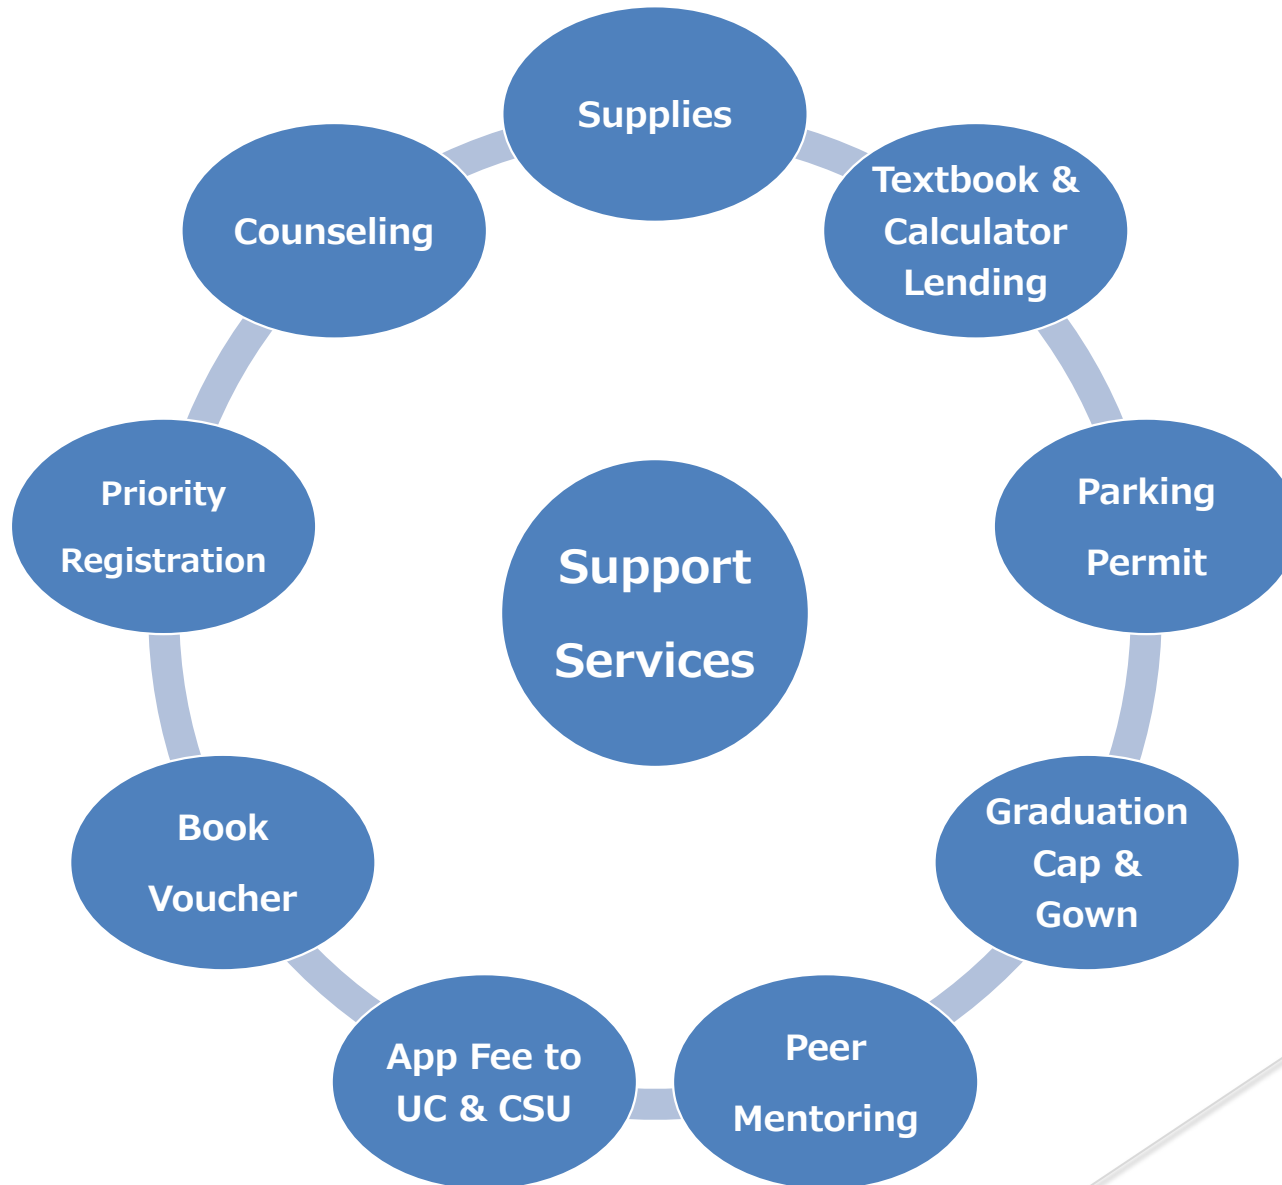 Supplies
Textbook &
Calculator
Lending
Parking
Permit
Graduation
Cap &
Gown
Peer
Mentoring
App Fee to
UC & CSU
Book
Voucher
Priority
Registration
Counseling
Support
Services